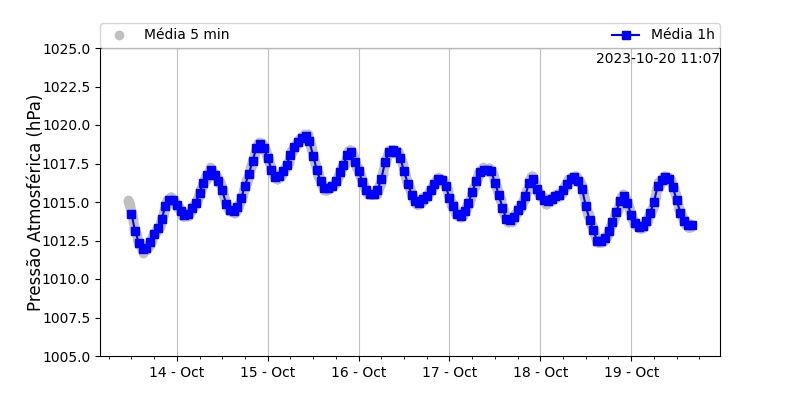 Média 5 min
Média 1h
2023-10-20 11:07
Pressão Atmosférica (hPa)
1025.0
1022.5
1020.0
1017.5
1015.0
1012.5
1010.0
1007.5
1005.0
14 - Oct
15 - Oct
16 - Oct
17 - Oct
18 - Oct
19 - Oct